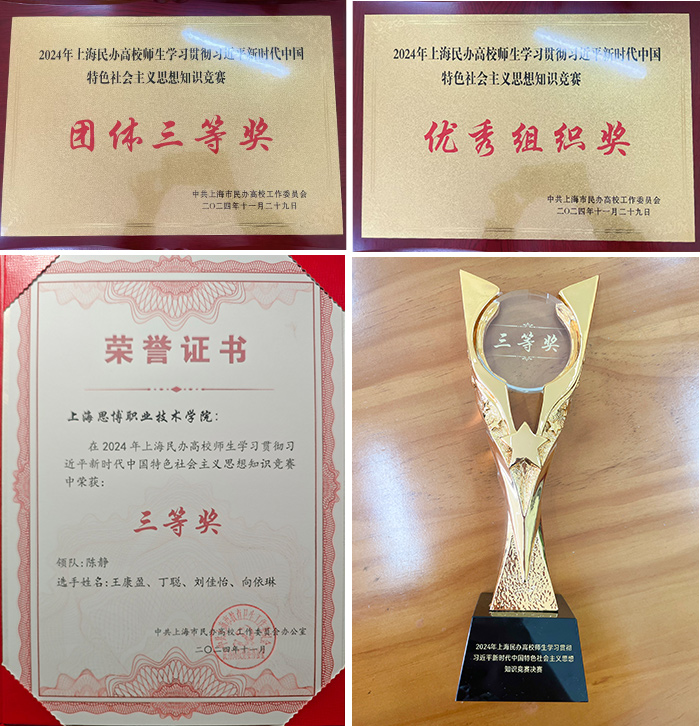 2024年上海民办高校师生学习贯彻习近平新时代中国
特色社会主义思想知识竞赛
团体三等奖
中共上海市民办高校工作委员会
二〇二四年十一月二十九日
2024年上海民办高校师生学习贯彻习近平新时代中国
特色社会主义思想知识竞赛
优秀组织奖
中共上海市民办高校工作委员会
二〇二四年十一月二十九日
荣誉证书
上海思博职业技术学院：
在2024年上海民办高校师生学习贯彻习
近平新时代中国特色社会主义思想知识竞赛
中荣获：
三等奖
领队:陈静
选手姓名:王康盈、丁聪、刘佳怡、向依琳
中共上海市民办高校工作委员会办公室
二〇二四年十一月
三等奖
2024年上海民办高校师生学习贯彻
习近平新时代中国特色社会主义思想
知识竞赛决赛